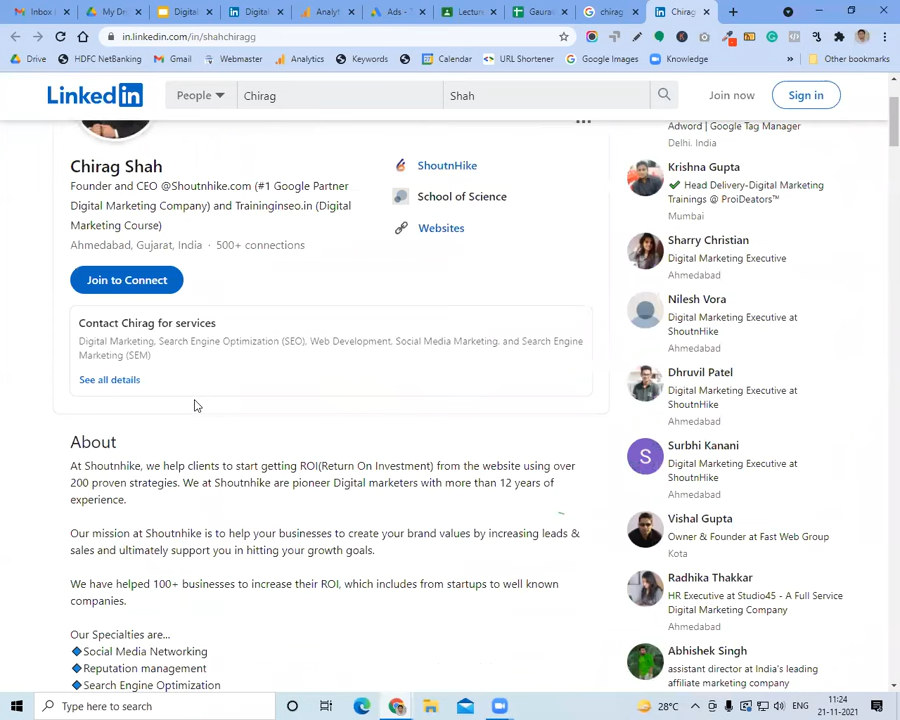 Inbox (
My Dri
Digital
Digital
Analyt
Ads - T
Lecture
Gaura
chirag
Chirag
in.linkedin.com/in/shahchiragg
Drive
HDFC NetBanking
Gmail
Webmaster
Analytics
Keywords
Calendar
URL Shortener
Google Images
Knowledge
»
Other bookmarks
Linkedin
People
Chirag
Shah
Join now
Sign in
Chirag Shah
Founder and CEO @Shoutnhike.com (#1 Google Partner
Digital Marketing Company) and Traininginseo.in (Digital
Marketing Course)
Ahmedabad, Gujarat, India · 500+ connections
Join to Connect
ShoutnHike
School of Science
Websites
Contact Chirag for services
Digital Marketing, Search Engine Optimization (SEO), Web Development, Social Media Marketing, and Search Engine
Marketing (SEM)
See all details
About
At Shoutnhike, we help clients to start getting ROI(Return On Investment) from the website using over
200 proven strategies. We at Shoutnhike are pioneer Digital marketers with more than 12 years of
experience.
Our mission at Shoutnhike is to help your businesses to create your brand values by increasing leads &
sales and ultimately support you in hitting your growth goals.
We have helped 100+ businesses to increase their ROI, which includes from startups to well known
companies.
Our Specialties are...
Social Media Networking
Reputation management
Search Engine Optimization
Adword | Google Tag Manager
Delhi, India
Krishna Gupta
Head Delivery-Digital Marketing
Trainings @ ProiDeators™
Mumbai
Sharry Christian
Digital Marketing Executive
Ahmedabad
Nilesh Vora
Digital Marketing Executive at
ShoutnHike
Ahmedabad
Dhruvil Patel
Digital Marketing Executive at
ShoutnHike
Ahmedabad
S
Surbhi Kanani
Digital Marketing Executive at
ShoutnHike
Ahmedabad
Vishal Gupta
Owner & Founder at Fast Web Group
Kota
Radhika Thakkar
HR Executive at Studio45 - A Full Service
Digital Marketing Company
Ahmedabad
Abhishek Singh
assistant director at India's leading
affiliate marketing company
Type here to search
28°C
ENG
11:24
21-11-2021